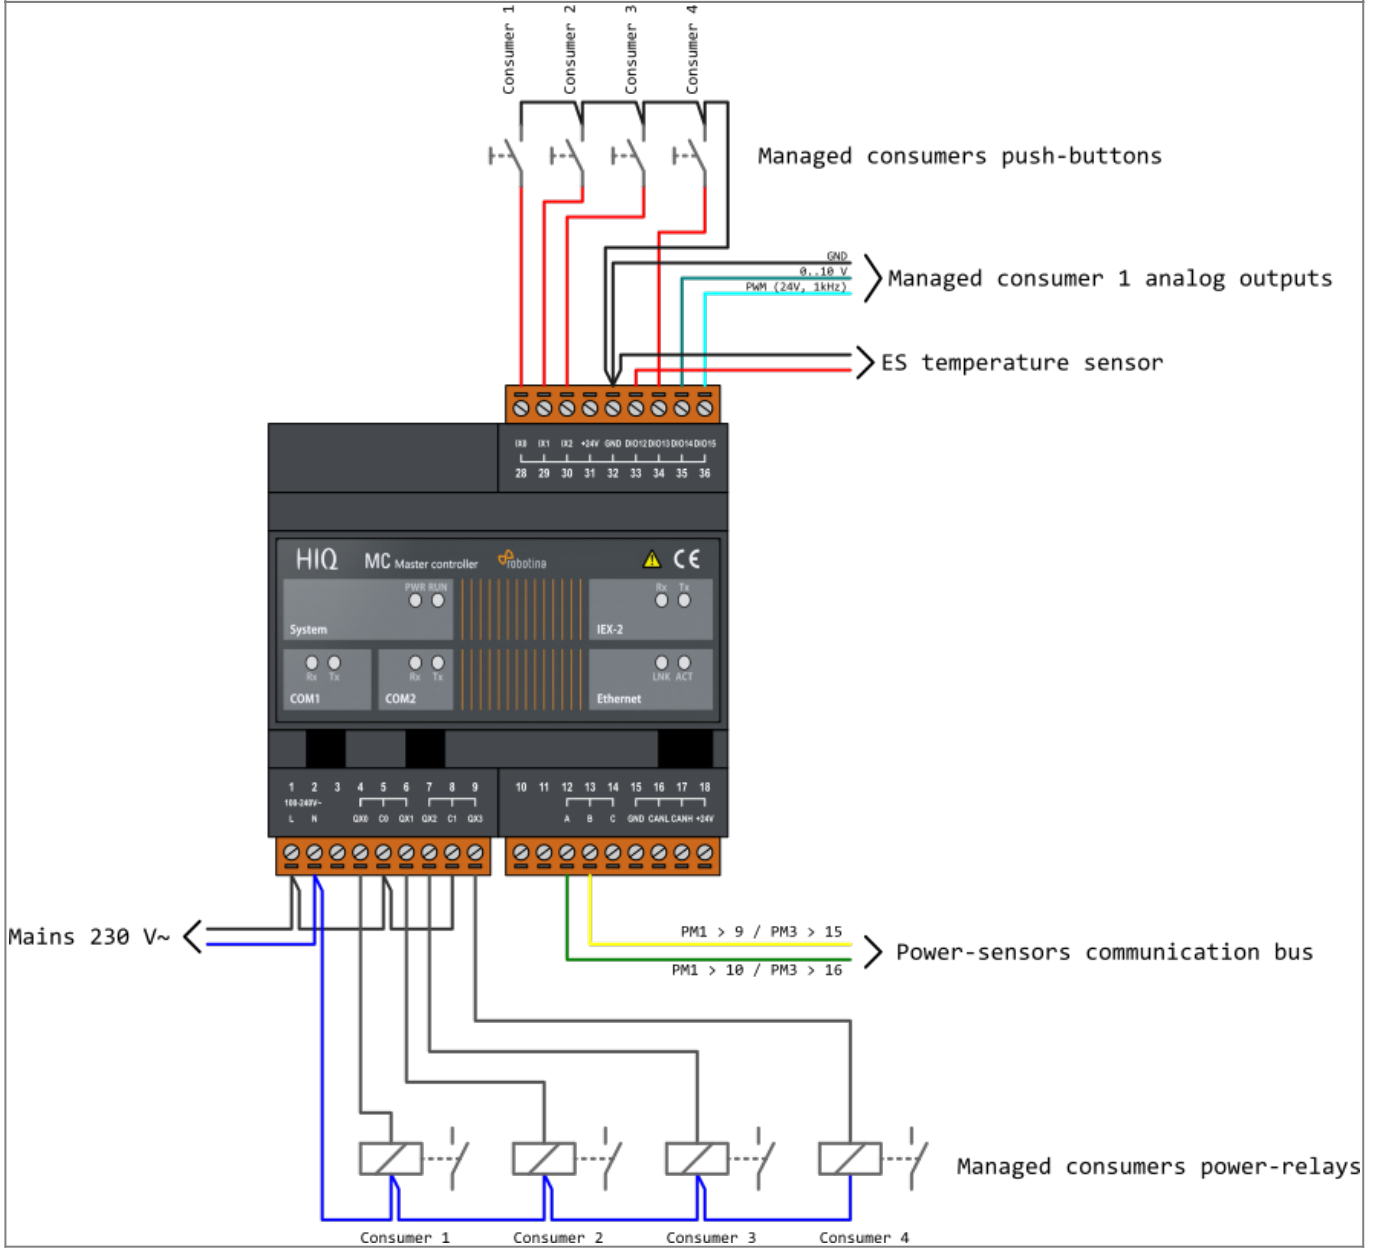 Consumer 1
Consumer 2
Consumer 3
Consumer 4
Managed consumers push-buttons
GND
0..10 V
PWM (24V, 1kHz)
Managed consumer 1 analog outputs
ES temperature sensor
IX0 IX1 IX2 +24V GND DIO12 DIO13 DIO14 DIO15
28 29 30 31 32 33 34 35 36
HIQ MC Master controller robotina CE
PWR RUN
System
Rx Tx
IEX-2
Rx Tx
COM1
Rx Tx
COM2
LNK ACT
Ethernet
1 2 3 4 5 6 7 8 9
100-240V~
L N QX0 C0 QX1 QX2 C1 QX3
10 11 12 13 14 15 16 17 18
A B C GND CANL CANH +24V
Mains 230 V~
PM1 > 9 / PM3 > 15
PM1 > 10 / PM3 > 16
Power-sensors communication bus
Managed consumers power-relays
Consumer 1
Consumer 2
Consumer 3
Consumer 4